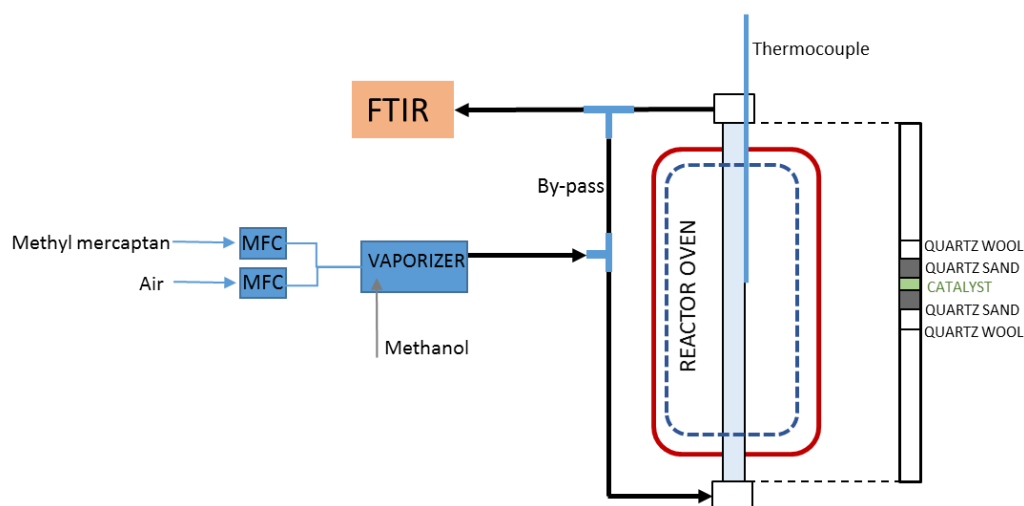 Thermocouple
FTIR
By-pass
Methyl mercaptan
MFC
VAPORIZER
Air
MFC
Methanol
REACTOR OVEN
QUARTZ WOOL
QUARTZ SAND
CATALYST
QUARTZ SAND
QUARTZ WOOL